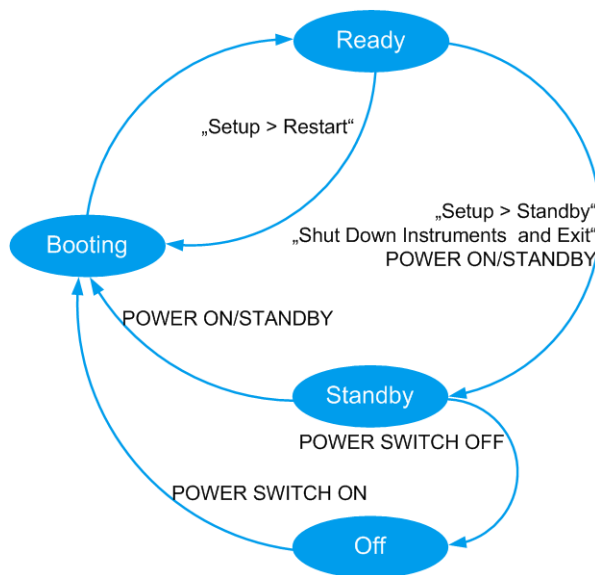 Ready
„Setup > Restart“
„Setup > Standby“
„Shut Down Instruments and Exit“
POWER ON/STANDBY
Booting
POWER ON/STANDBY
Standby
POWER SWITCH OFF
POWER SWITCH ON
Off